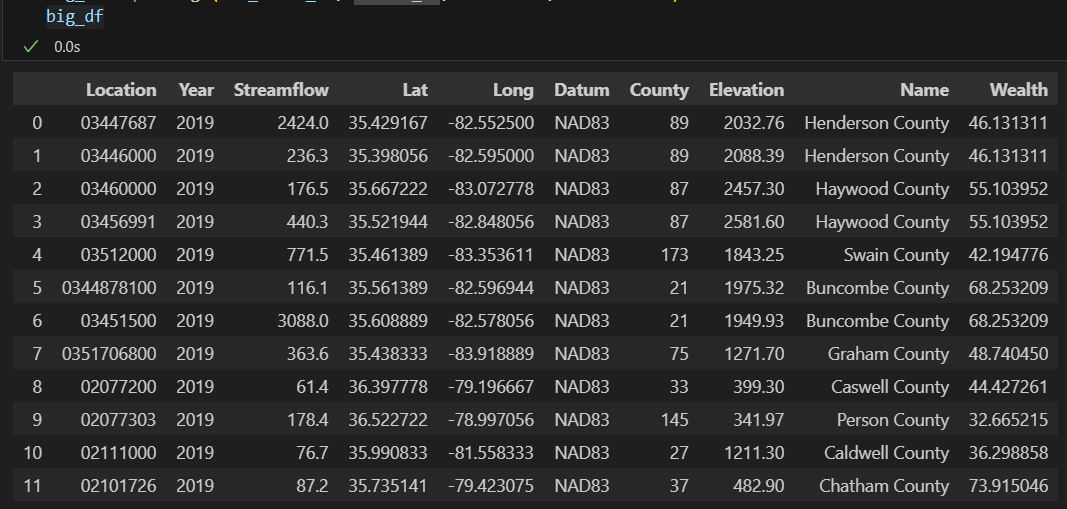 big_df
0.0s
Location Year Streamflow Lat Long Datum County Elevation Name Wealth
0 03447687 2019 2424.0 35.429167 -82.552500 NAD83 89 2032.76 Henderson County 46.131311
1 03446000 2019 236.3 35.398056 -82.595000 NAD83 89 2088.39 Henderson County 46.131311
2 03460000 2019 176.5 35.667222 -83.072778 NAD83 87 2457.30 Haywood County 55.103952
3 03456991 2019 440.3 35.521944 -82.848056 NAD83 87 2581.60 Haywood County 55.103952
4 03512000 2019 771.5 35.461389 -83.353611 NAD83 173 1843.25 Swain County 42.194776
5 0344878100 2019 116.1 35.561389 -82.596944 NAD83 21 1975.32 Buncombe County 68.253209
6 03451500 2019 3088.0 35.608889 -82.578056 NAD83 21 1949.93 Buncombe County 68.253209
7 0351706800 2019 363.6 35.438333 -83.918889 NAD83 75 1271.70 Graham County 48.740450
8 02077200 2019 61.4 36.397778 -79.196667 NAD83 33 399.30 Caswell County 44.427261
9 02077303 2019 178.4 36.522722 -78.997056 NAD83 145 341.97 Person County 32.665215
10 02111000 2019 76.7 35.990833 -81.558333 NAD83 27 1211.30 Caldwell County 36.298858
11 02101726 2019 87.2 35.735141 -79.423075 NAD83 37 482.90 Chatham County 73.915046